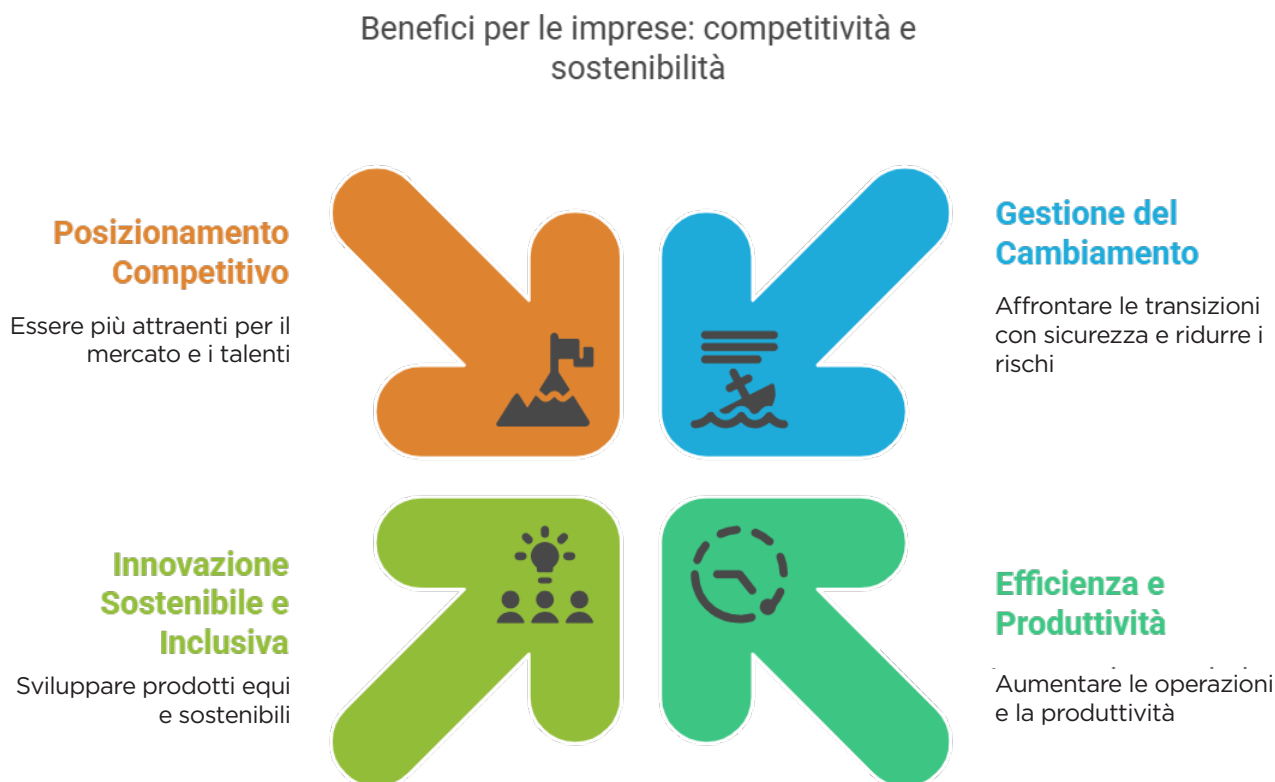 Benefici per le imprese: competitività e
sostenibilità
Posizionamento
Competitivo
Essere più attraenti per il
mercato e i talenti
Gestione del
Cambiamento
Affrontare le transizioni
con sicurezza e ridurre i
rischi
Innovazione
Sostenibile e
Inclusiva
Sviluppare prodotti equi
e sostenibili
Efficienza e
Produttività
Aumentare le operazioni
e la produttività